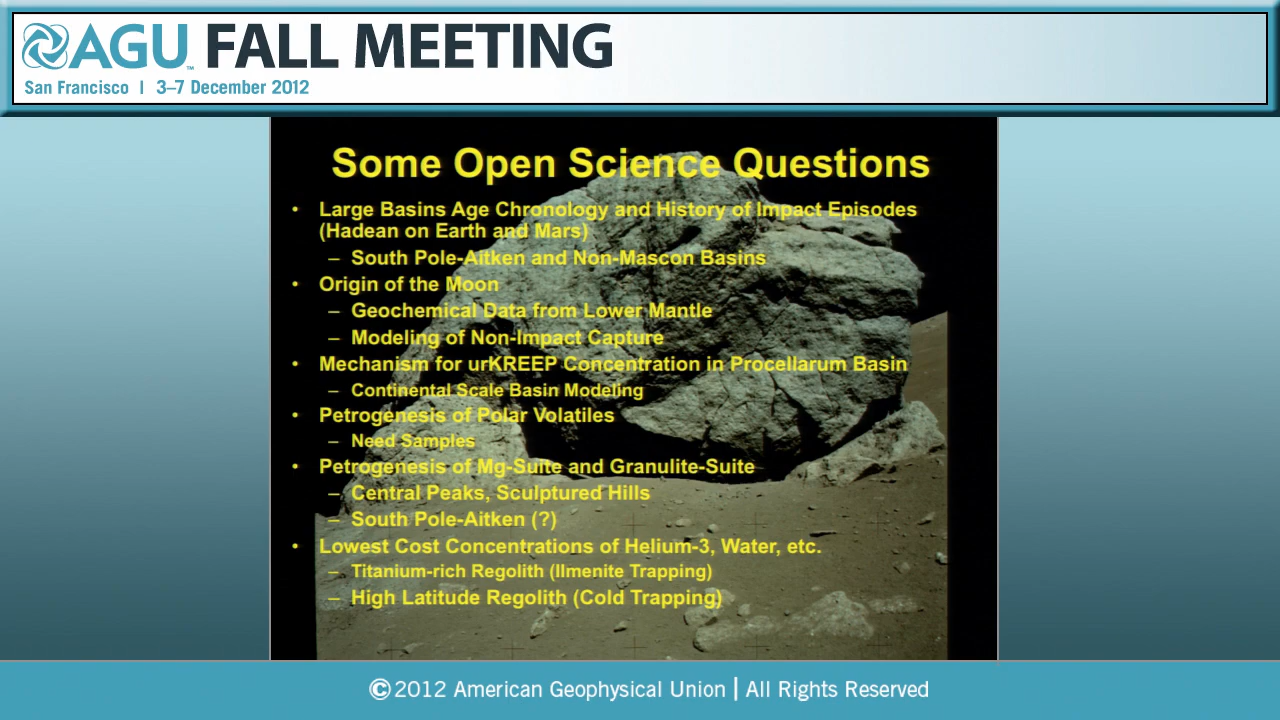 AGU™ FALL MEETING
San Francisco | 3–7 December 2012
Some Open Science Questions
• Large Basins Age Chronology and History of Impact Episodes
(Hadean on Earth and Mars)
– South Pole-Aitken and Non-Mascon Basins
• Origin of the Moon
– Geochemical Data from Lower Mantle
– Modeling of Non-Impact Capture
• Mechanism for urKREEP Concentration in Procellarum Basin
– Continental Scale Basin Modeling
• Petrogenesis of Polar Volatiles
– Need Samples
• Petrogenesis of Mg-Suite and Granulite-Suite
– Central Peaks, Sculptured Hills
– South Pole-Aitken (?)
• Lowest Cost Concentrations of Helium-3, Water, etc.
– Titanium-rich Regolith (Ilmenite Trapping)
– High Latitude Regolith (Cold Trapping)
© 2012 American Geophysical Union | All Rights Reserved